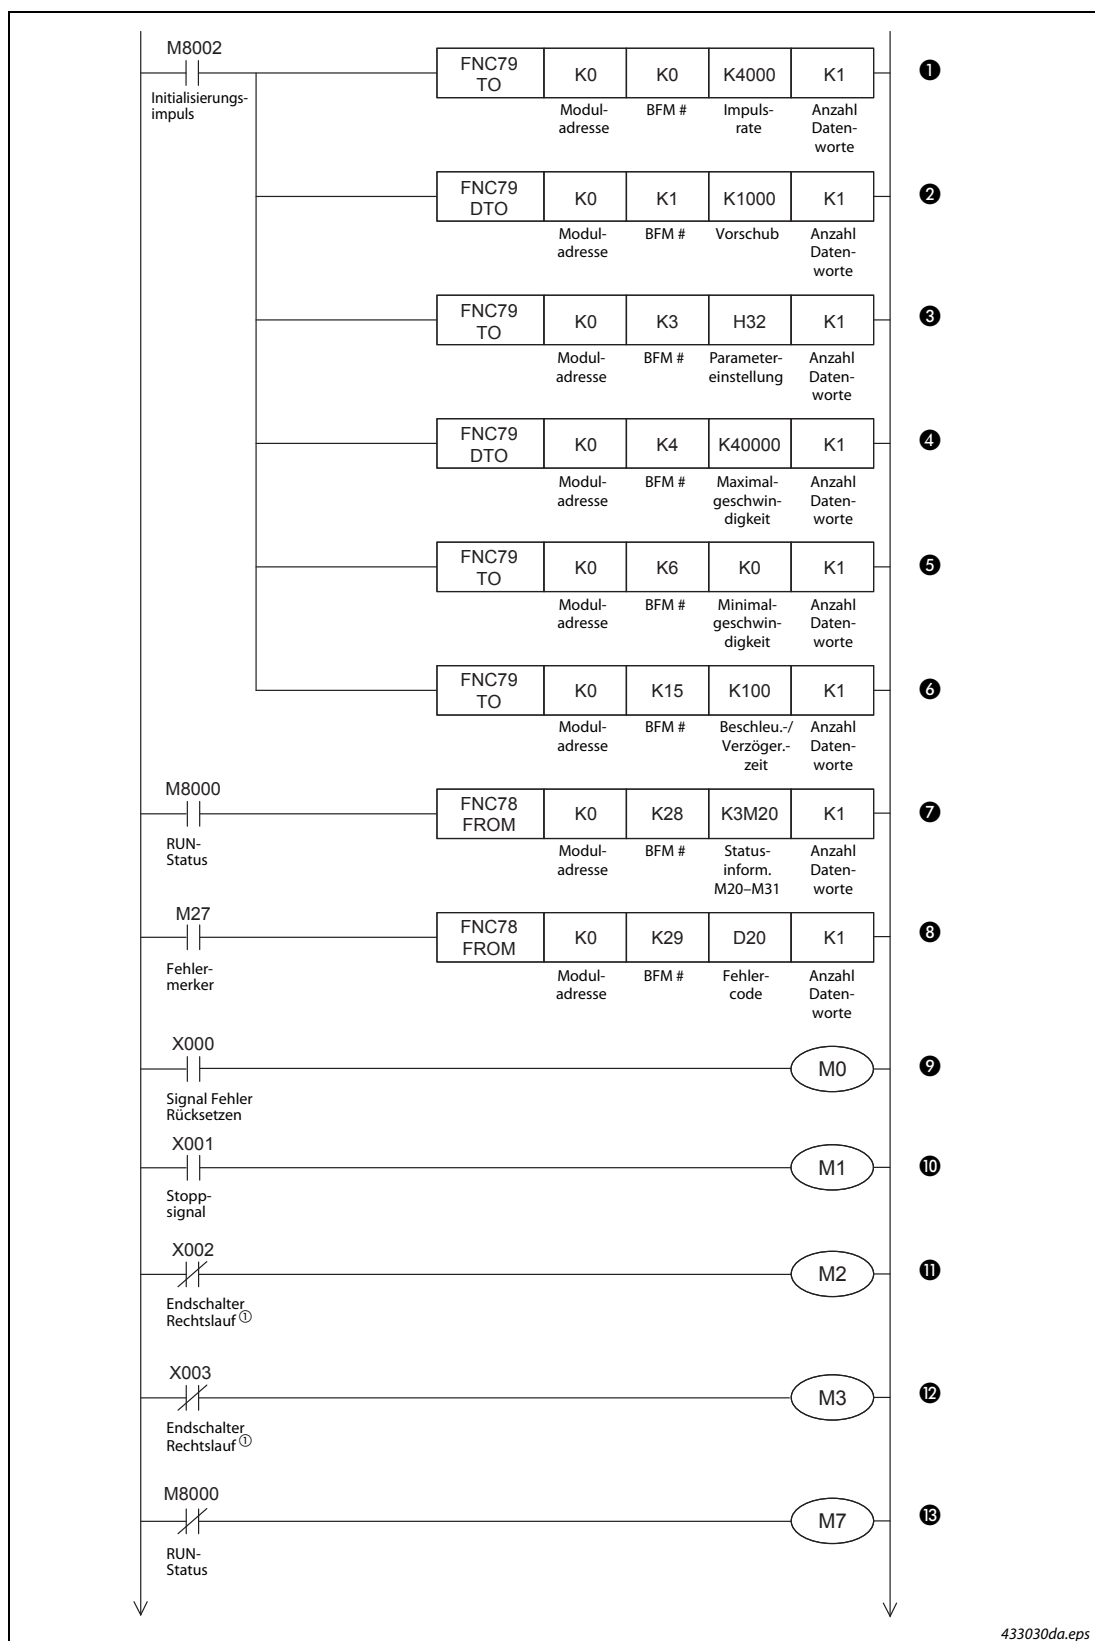 M8002
Initialisierungs-
impuls
FNC79
TO
K0
K0
K4000
K1
❶
Modul-
adresse
BFM #
Impuls-
rate
Anzahl
Daten-
worte
FNC79
DTO
K0
K1
K1000
K1
❷
Modul-
adresse
BFM #
Vorschub
Anzahl
Daten-
worte
FNC79
TO
K0
K3
H32
K1
❸
Modul-
adresse
BFM #
Parameter-
einstellung
Anzahl
Daten-
worte
FNC79
DTO
K0
K4
K40000
K1
❹
Modul-
adresse
BFM #
Maximal-
geschwin-
digkeit
Anzahl
Daten-
worte
FNC79
TO
K0
K6
K0
K1
❺
Modul-
adresse
BFM #
Minimal-
geschwin-
digkeit
Anzahl
Daten-
worte
FNC79
TO
K0
K15
K100
K1
❻
Modul-
adresse
BFM #
Beschleu.-/
Verzöger.-
zeit
Anzahl
Daten-
worte
M8000
RUN-
Status
FNC78
FROM
K0
K28
K3M20
K1
❼
Modul-
adresse
BFM #
Status-
inform.
M20–M31
Anzahl
Daten-
worte
M27
Fehler-
merker
FNC78
FROM
K0
K29
D20
K1
❽
Modul-
adresse
BFM #
Fehler-
code
Anzahl
Daten-
worte
X000
Signal Fehler
Rücksetzen
M0
❾
X001
Stopp-
signal
M1
❿
X002
Endschalter
Rechtslauf ①
M2
⓫
X003
Endschalter
Rechtslauf ①
M3
⓬
M8000
RUN-
Status
M7
⓭
433030da.eps